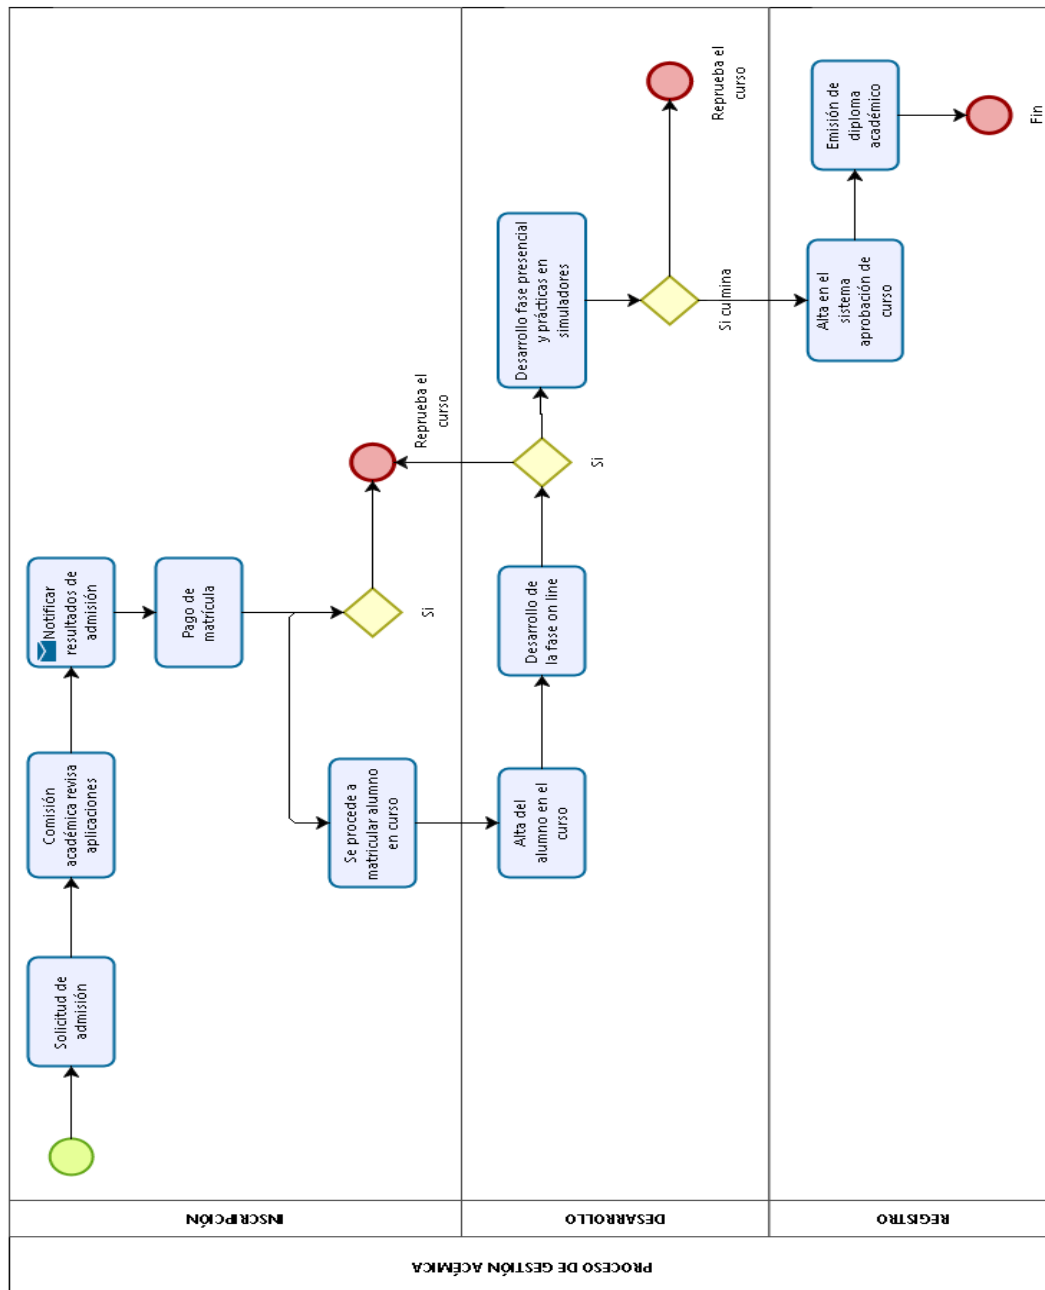 PROCESO DE GESTIÓN ACÉMICA
INSCRIPCIÓN
Solicitud de
admisión
Comisión
académica revisa
aplicaciones
Notificar
resultados de
admisión
Pago de
matrícula
Si
Se procede a
matricular alumno
en curso
Reprueba el
curso
DESARROLLO
Alta del
alumno en el
curso
Desarrollo de
la fase on line
Si
Desarrollo fase presencial
y prácticas en
simuladores
Si culmina
Reprueba el
curso
REGISTRO
Alta en el
sistema
aprobación de
curso
Emisión de
diploma
académico
Fin